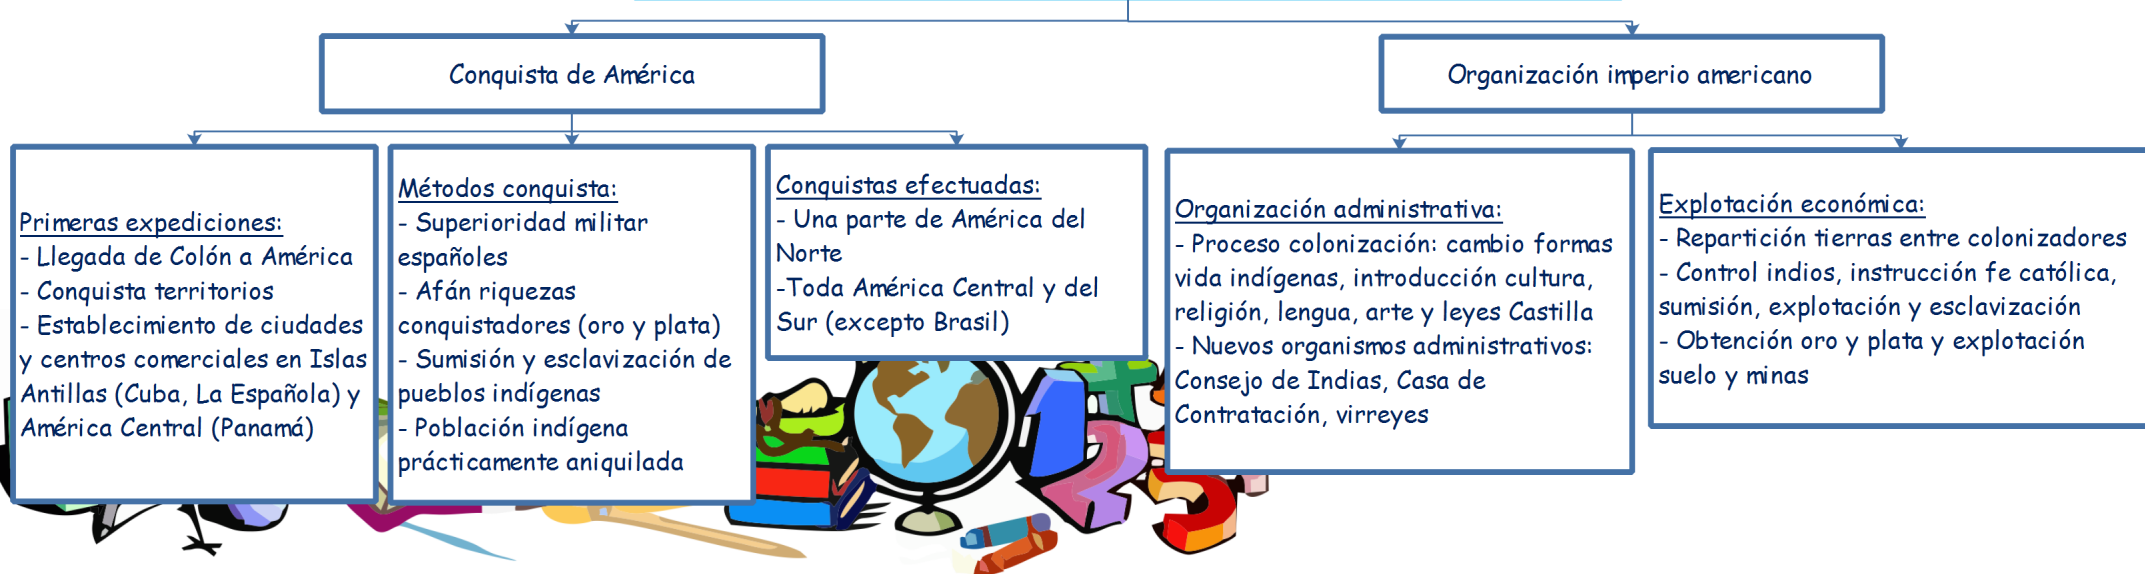 Conquista de América
Organización imperio americano
Primeras expediciones:
- Llegada de Colón a América
- Conquista territorios
- Establecimiento de ciudades
y centros comerciales en Islas
Antillas (Cuba, La Española) y
América Central (Panamá)
Métodos conquista:
- Superioridad militar
españoles
- Afán riquezas
conquistadores (oro y plata)
- Sumisión y esclavización de
pueblos indígenas
- Población indígena
prácticamente aniquilada
Conquistas efectuadas:
- Una parte de América del
Norte
-Toda América Central y del
Sur (excepto Brasil)
Organización administrativa:
- Proceso colonización: cambio formas
vida indígenas, introducción cultura,
religión, lengua, arte y leyes Castilla
- Nuevos organismos administrativos:
Consejo de Indias, Casa de
Contratación, virreyes
Explotación económica:
- Repartición tierras entre colonizadores
- Control indios, instrucción fe católica,
sumisión, explotación y esclavización
- Obtención oro y plata y explotación
suelo y minas